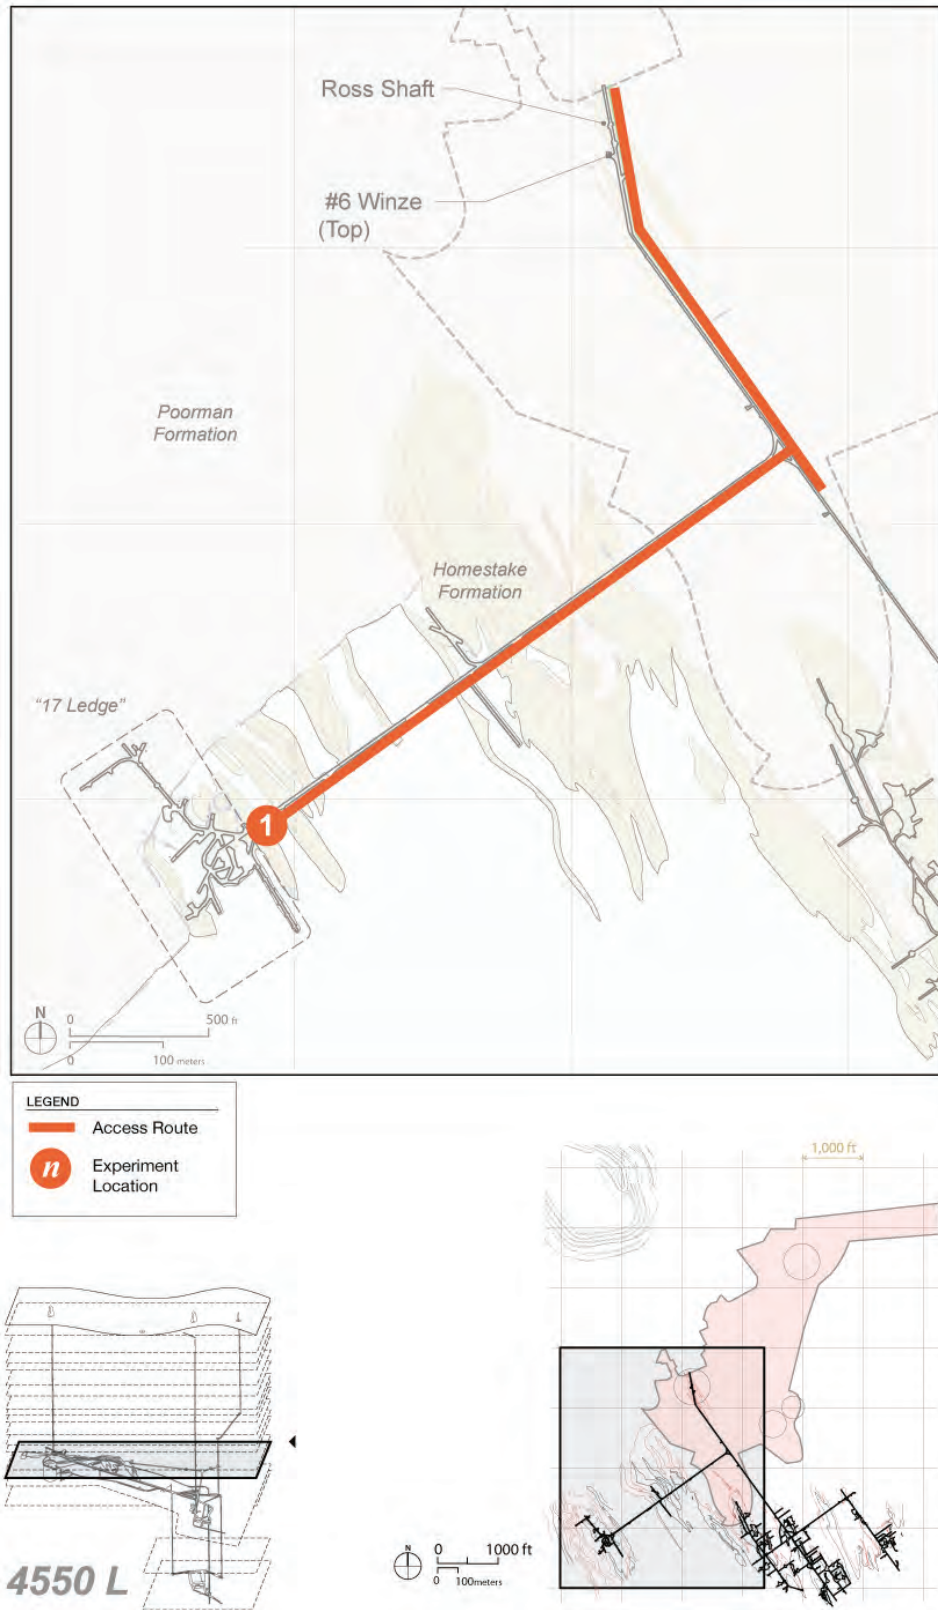 Ross Shaft
#6 Winze
(Top)
Poorman
Formation
Homestake
Formation
"17 Ledge"
1
N
0
500 ft
0
100 meters
LEGEND
Access Route
n
Experiment
Location
1,000 ft
N
0
1000 ft
0
100meters
4550 L